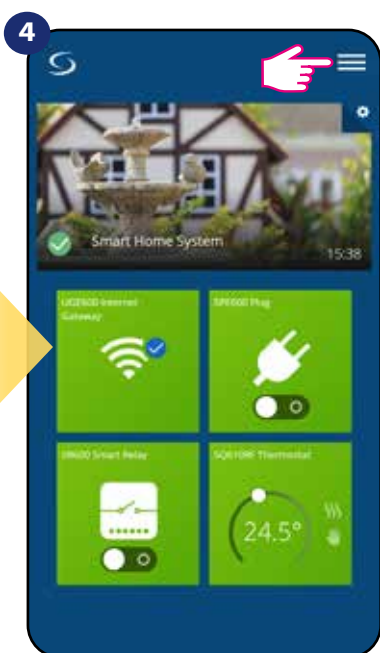 4
Smart Home System
15:38
UGE600 Internet
Gateway
SPE600 Plug
SR600 Smart Relay
SQ610RF Thermostat
24.5°